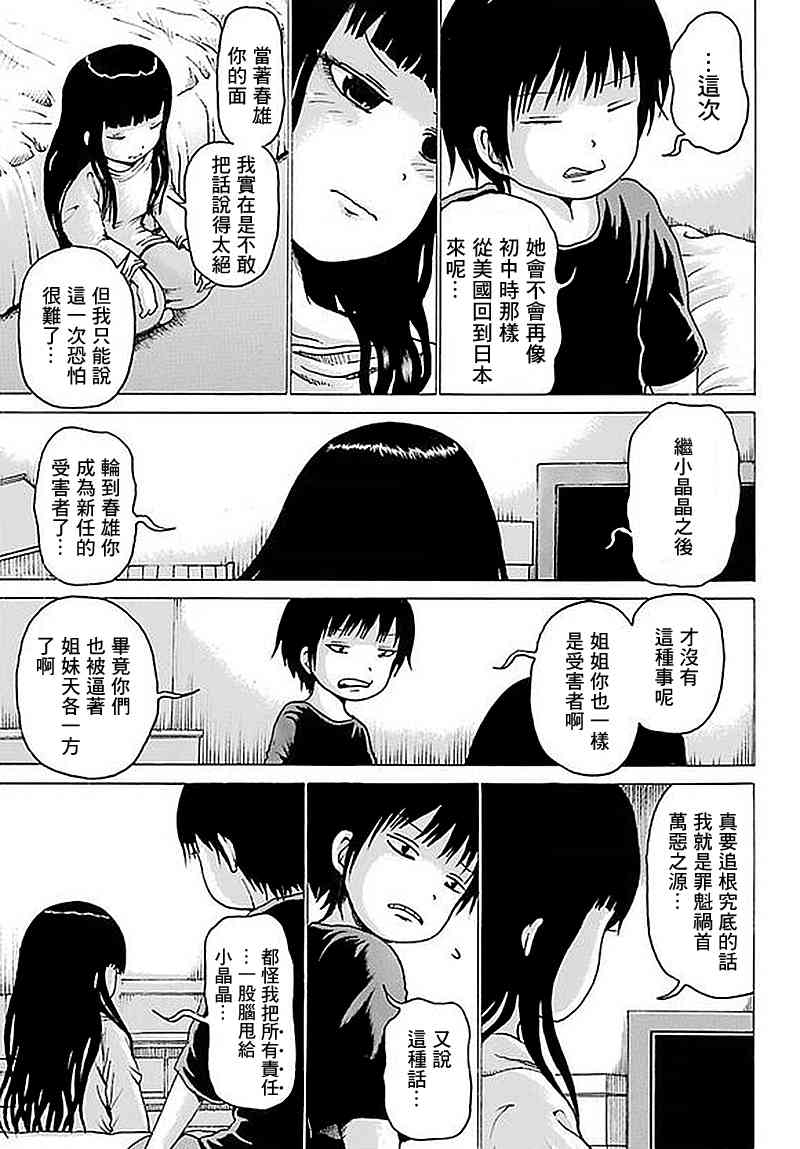 …這次
她會不會再像
初中時那樣
從美國回到日本
來呢…
當著春雄
你的面
我實在是不敢
把話說得太絕
但我只能說
這一次恐怕
很難了…
繼小晶晶之後
輪到春雄你
成為新任的
受害者了…
才沒有
這種事呢
姐姐你也一樣
是受害者啊
畢竟你們
也被逼著
姐妹天各一方
了啊
真要追根究底的話
我就是罪魁禍首
萬惡之源…
又說
這種話…
都怪我把所有責任
…一股腦甩給
小晶晶…